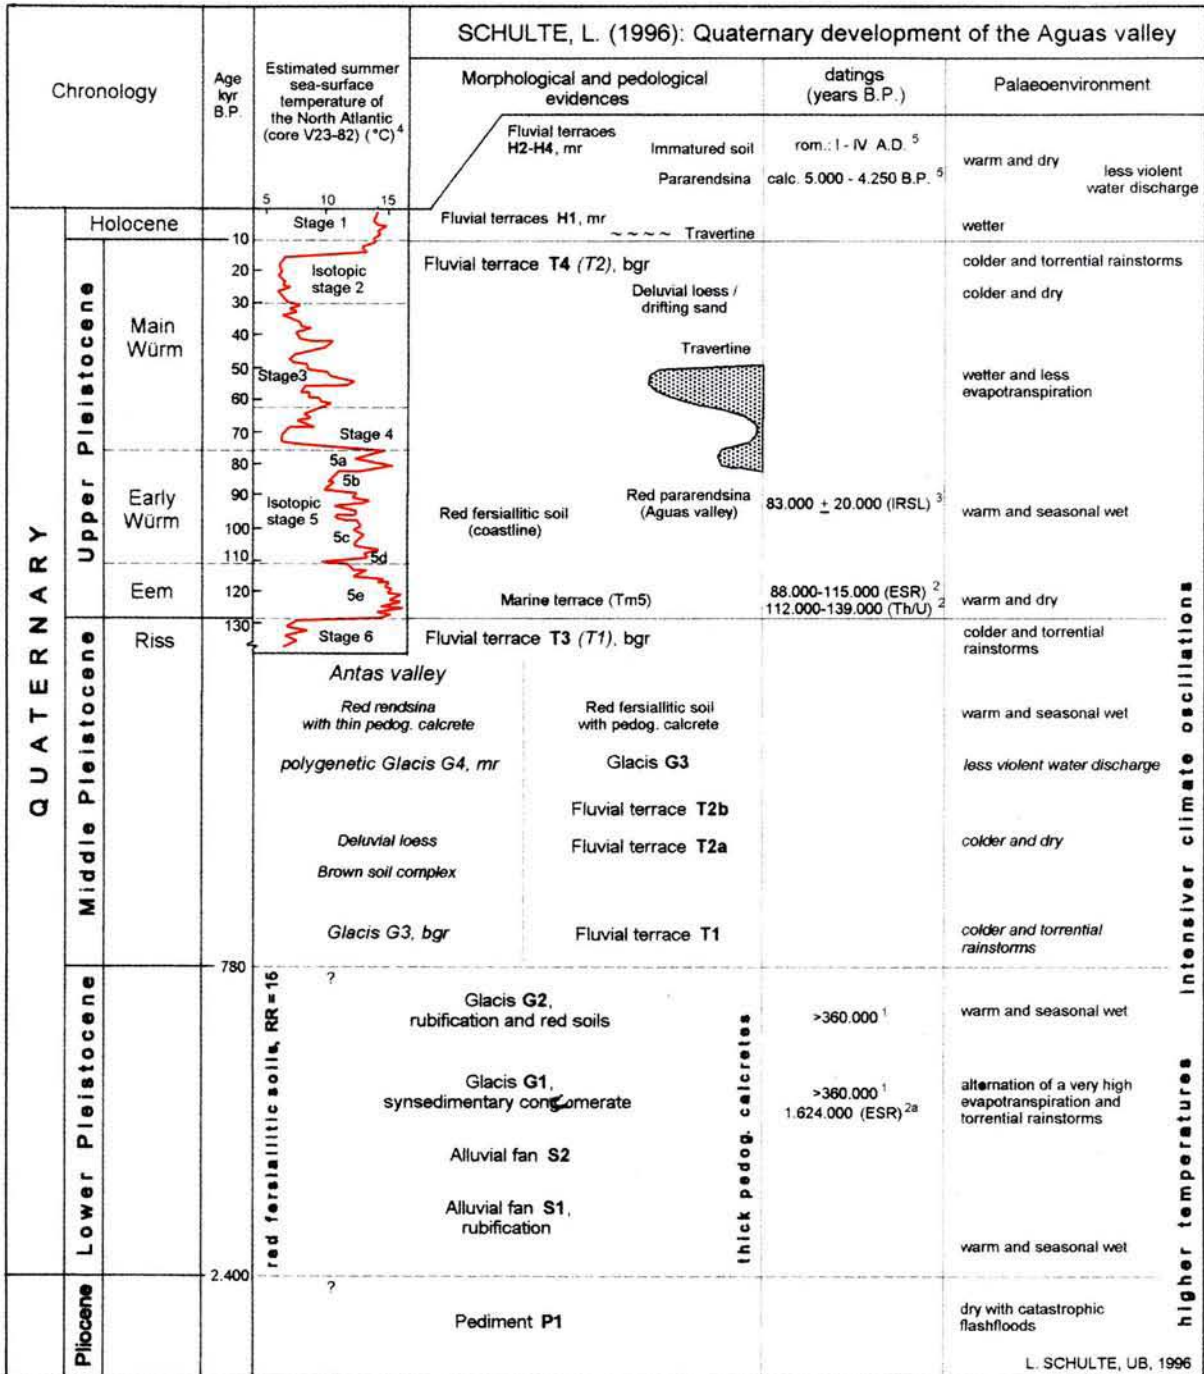 SCHULTE, L. (1996): Quaternary development of the Aguas valley
Chronology
Age
kyr
B.P.
Estimated summer
sea-surface
temperature of
the North Atlantic
(core V23-82) (°C) 4
Morphological and pedological
evidences
datings
(years B.P.)
Palaeoenvironment
Fluvial terraces
H2-H4, mr
Immatured soil
rom.: I - IV A.D. 5
warm and dry
Pararendsina
calc. 5.000 - 4.250 B.P. 5
less violent
water discharge
5 10 15
Holocene
Stage 1
Fluvial terraces H1, mr
~ ~ ~ ~ Travertine
wetter
10
QUATERNARY
Upper Pleistocene
Main
Würm
20
Isotopic
stage 2
Fluvial terrace T4 (T2), bgr
colder and torrential rainstorms
Deluvial loess /
drifting sand
colder and dry
30
40
Travertine
50
Stage3
wetter and less
evapotranspiration
60
70
Stage 4
80
5a
5b
Early
Würm
90
Isotopic
stage 5
100
5c
110
5d
Red fersiallitic soil
(coastline)
Red pararendsina
(Aguas valley)
83.000 ± 20.000 (IRSL) 3
warm and seasonal wet
Eem
120
5e
Marine terrace (Tm5)
88.000-115.000 (ESR) 2
112.000-139.000 (Th/U) 2
warm and dry
130
Middle Pleistocene
Riss
Stage 6
Fluvial terrace T3 (T1), bgr
colder and torrential
rainstorms
Antas valley
Red rendsina
with thin pedog. calcrete
Red fersiallitic soil
with pedog. calcrete
warm and seasonal wet
polygenetic Glacis G4, mr
Glacis G3
less violent water discharge
Fluvial terrace T2b
Deluvial loess
Fluvial terrace T2a
colder and dry
Brown soil complex
Glacis G3, bgr
Fluvial terrace T1
colder and torrential
rainstorms
intensiver climate oscillations
780
?
Lower Pleistocene
red fersiallitic soils, RR = 15
Glacis G2,
rubification and red soils
thick pedog. calcretes
>360.000 1
warm and seasonal wet
Glacis G1,
synsedimentary conglomerate
>360.000 1
1.624.000 (ESR) 2a
alternation of a very high
evapotranspiration and
torrential rainstorms
Alluvial fan S2
Alluvial fan S1,
rubification
warm and seasonal wet
higher temperatures
2.400
?
Pliocene
Pediment P1
dry with catastrophic
flashfloods
L. SCHULTE, UB, 1996